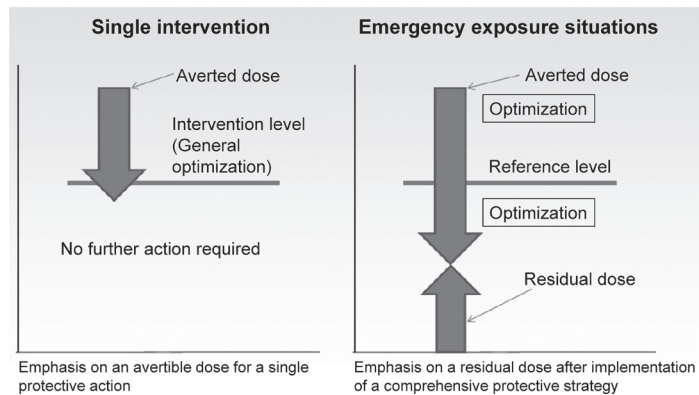 Single intervention
Averted dose
Intervention level
(General
optimization)
No further action required
Emphasis on an avertible dose for a single
protective action
Emergency exposure situations
Averted dose
Optimization
Reference level
Optimization
Residual dose
Emphasis on a residual dose after implementation
of a comprehensive protective strategy